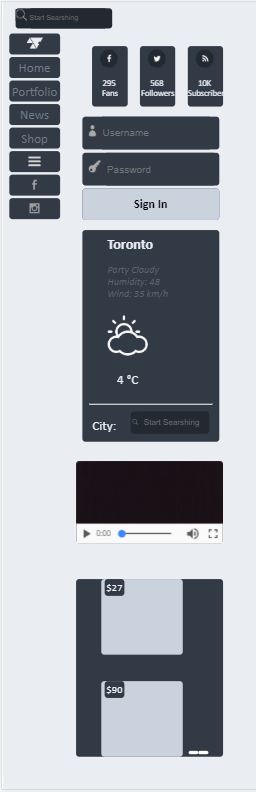 Start Searshing
Home
Portfolio
News
Shop
295
Fans
568
Followers
10K
Subscriber
Username
Password
Sign In
Toronto
Party Cloudy
Humidity: 48
Wind: 35 km/h
4 °C
City:
Start Searshing
0:00
$27
$90